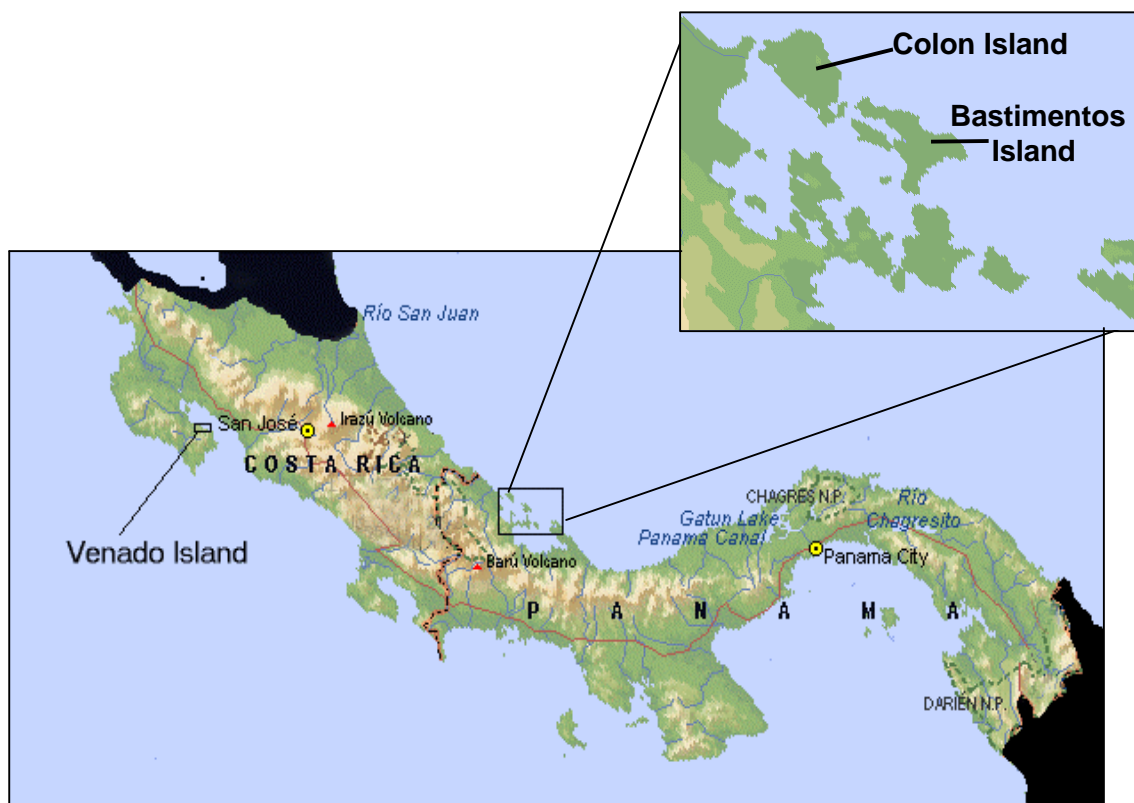 Colon Island
Bastimentos
Island
Río San Juan
San José
Irazú Volcano
COSTA RICA
Venado Island
CHAGRES N.P.
Río
Chagresito
Gatun Lake
Panama Canal
Panama City
Barú Volcano
PANAMA
DARIÉN N.P.